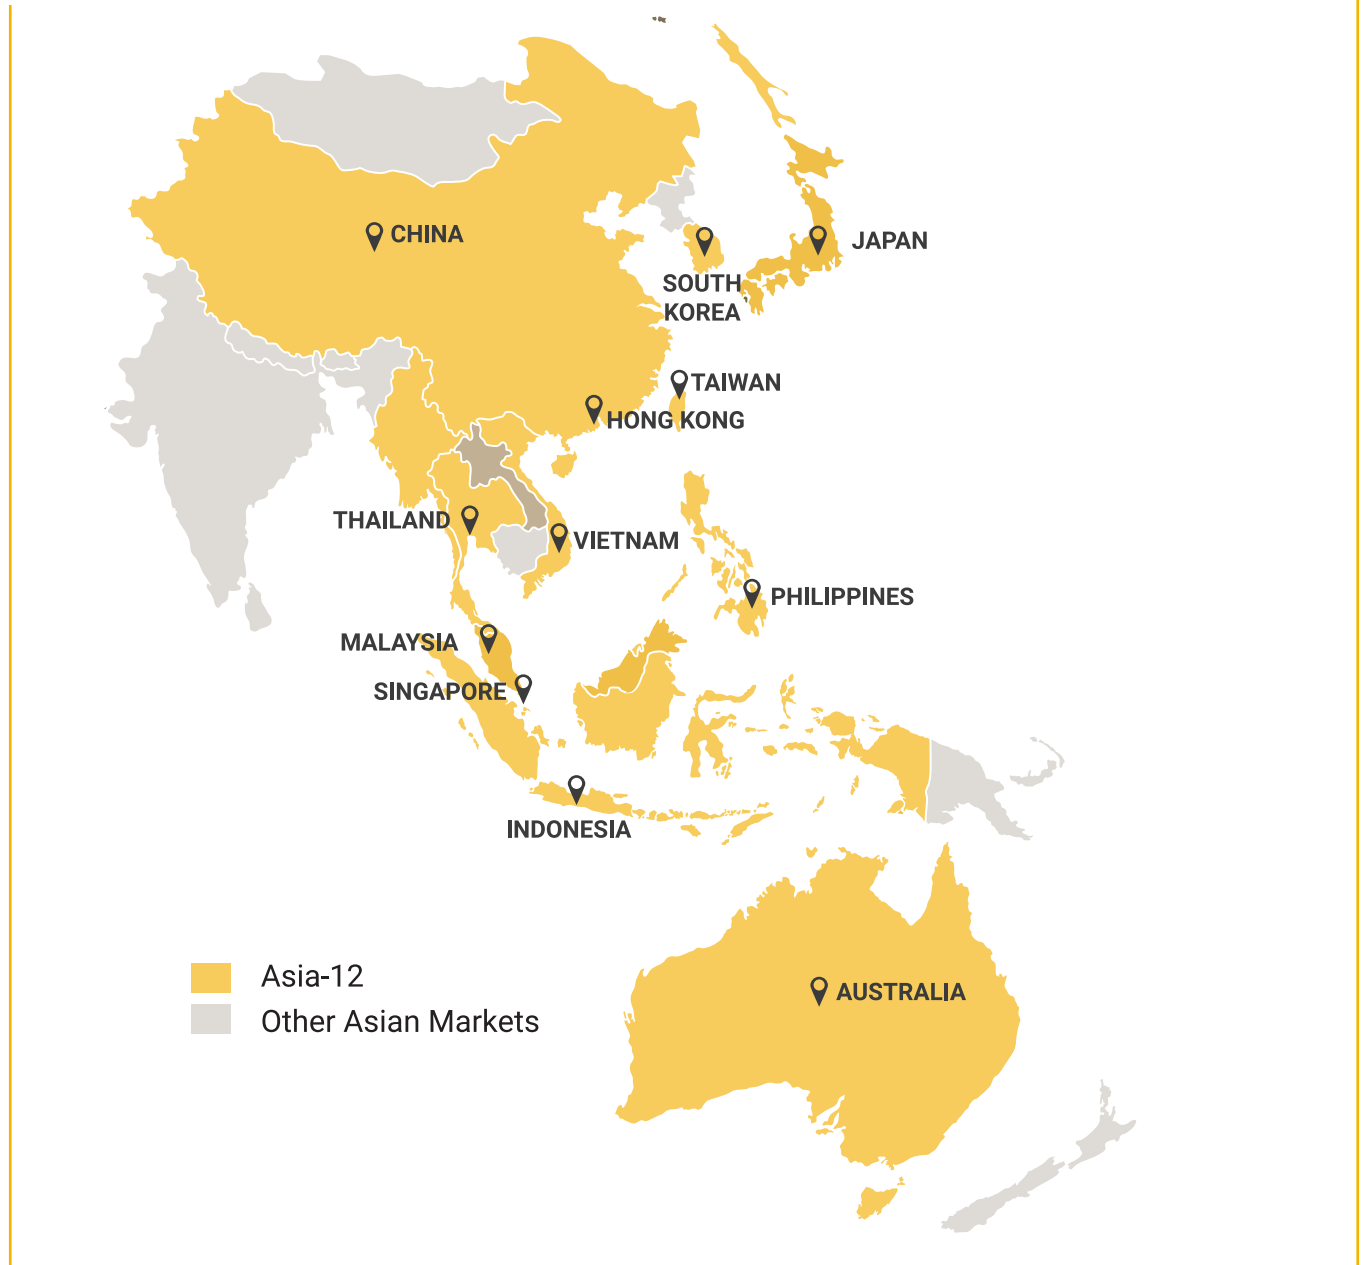 CHINA
JAPAN
SOUTH
KOREA
TAIWAN
HONG KONG
THAILAND
VIETNAM
PHILIPPINES
MALAYSIA
SINGAPORE
INDONESIA
AUSTRALIA
Asia-12
Other Asian Markets